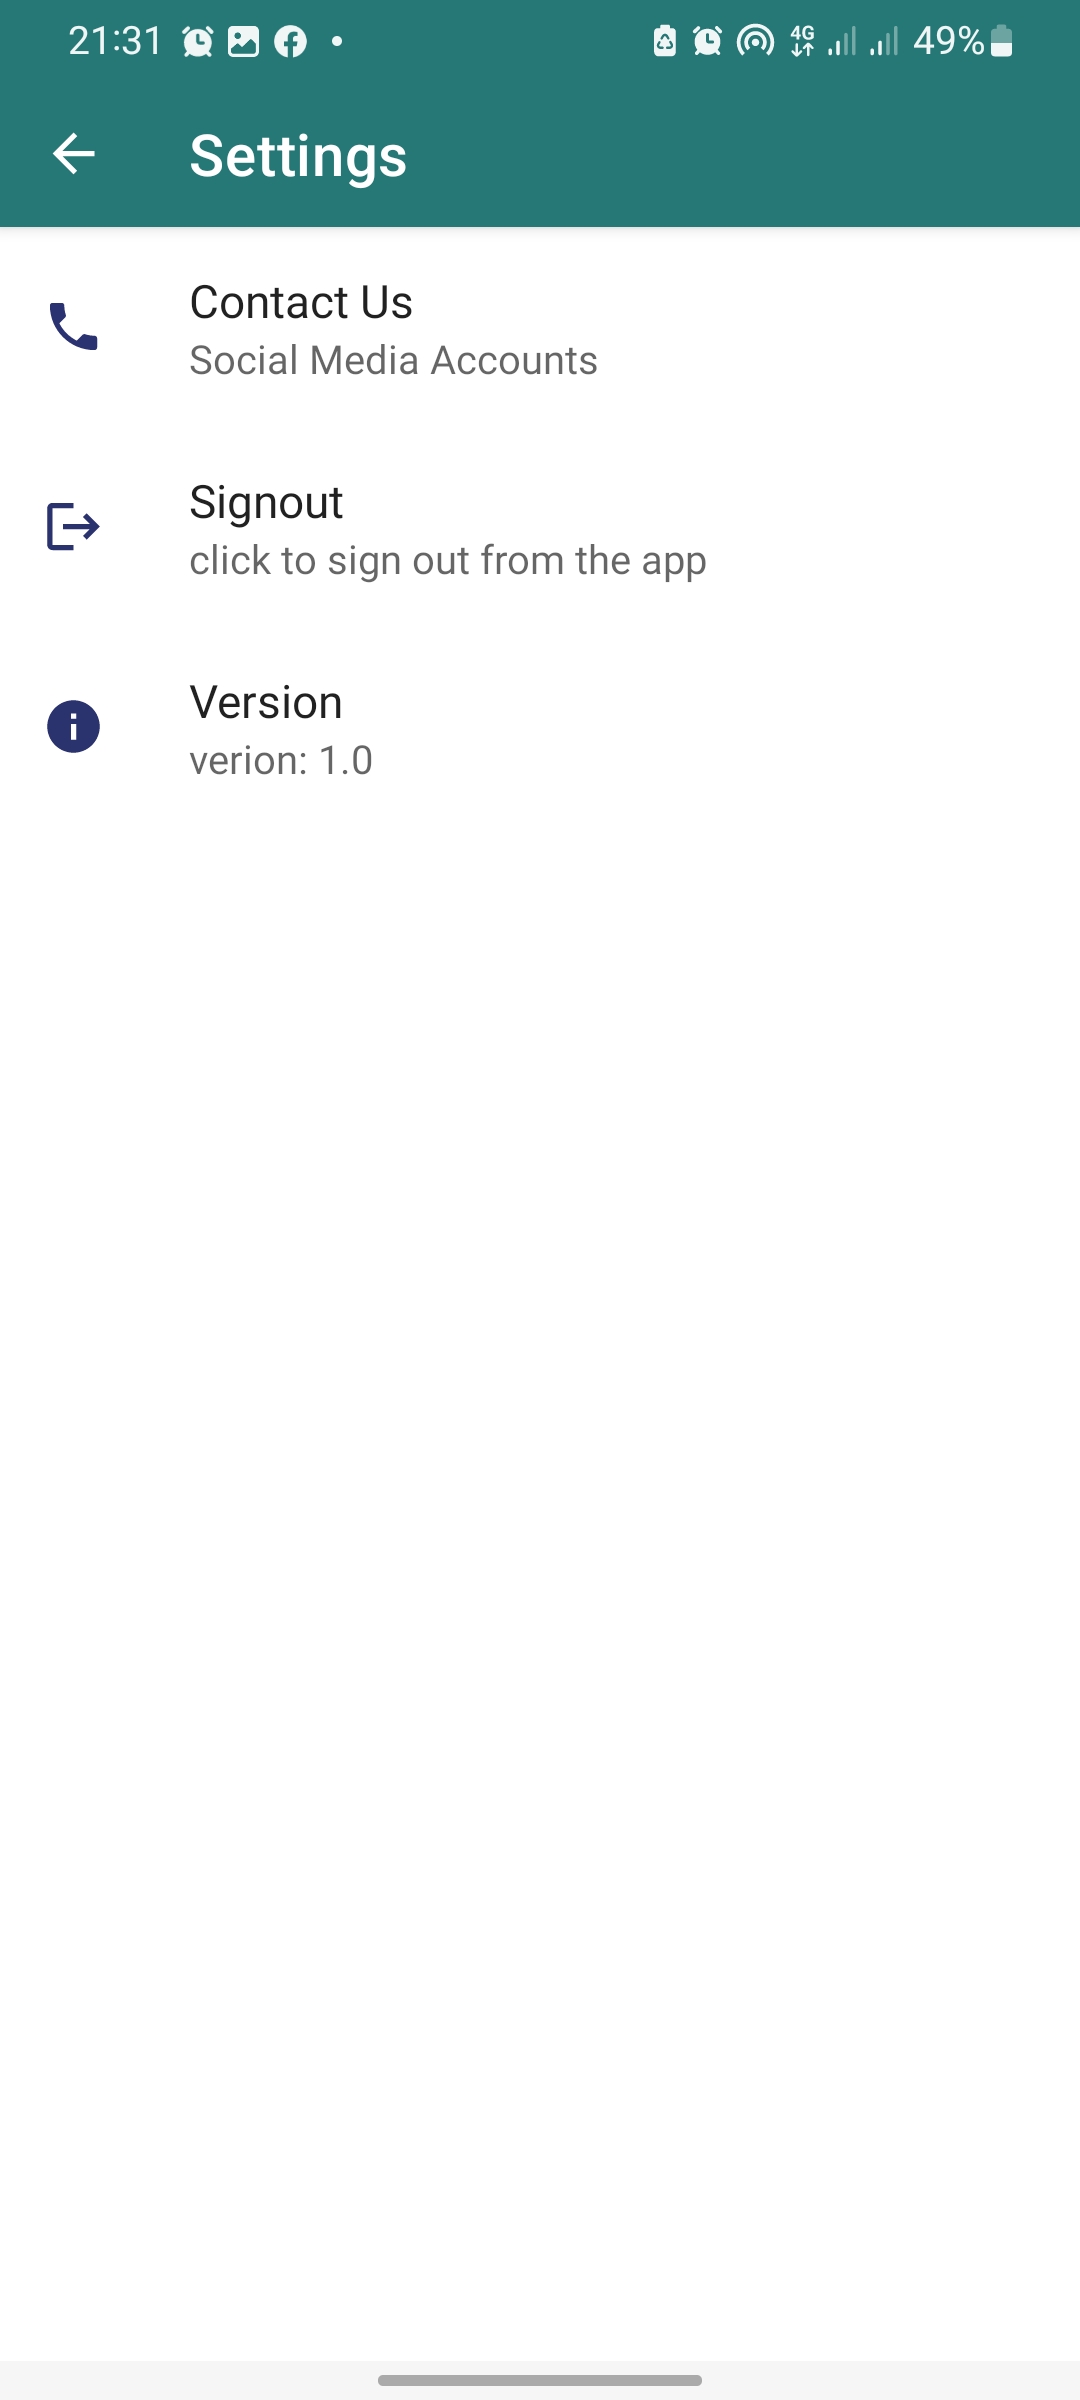 21:31 4G 49%
Settings
Contact Us
Social Media Accounts
Signout
click to sign out from the app
Version
verion: 1.0